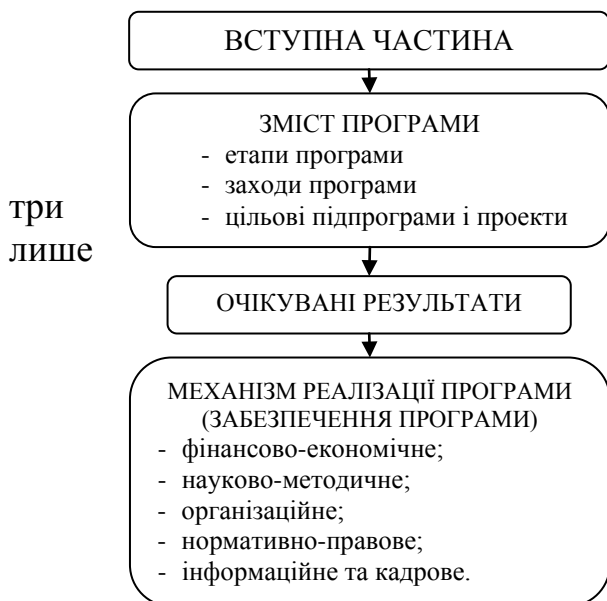 ВСТУПНА ЧАСТИНА
ЗМІСТ ПРОГРАМИ
- етапи програми
- заходи програми
- цільові підпрограми і проекти
три
лише
ОЧІКУВАНІ РЕЗУЛЬТАТИ
МЕХАНІЗМ РЕАЛІЗАЦІЇ ПРОГРАМИ
(ЗАБЕЗПЕЧЕННЯ ПРОГРАМИ)
- фінансово-економічне;
- науково-методичне;
- організаційне;
- нормативно-правове;
- інформаційне та кадрове.